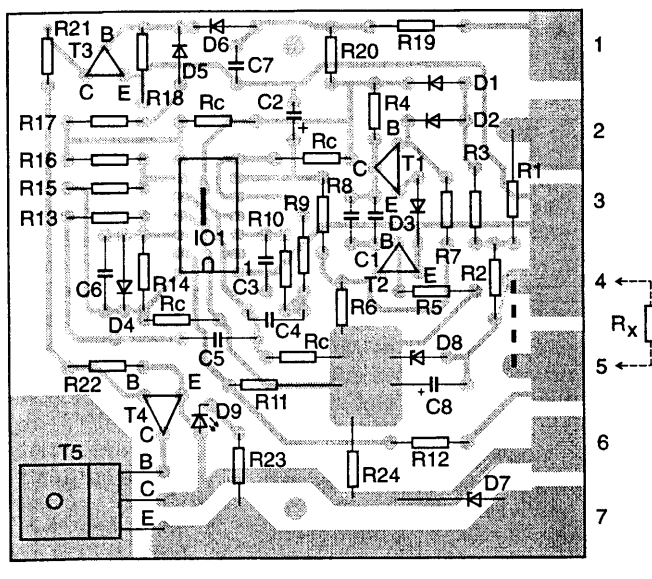 R21
B
T3
C
E
R18
D5
D6
C7
R20
R19
1
D1
R4
D2
R17
Rc
C2
+
B
2
R16
Rc
C
T1
R3
R1
R15
R8
E
3
R13
IO1
R10
R9
C1
D3
B
R7
R2
C6
R14
C3
T2
E
4
D4
Rc
C4
R6
R5
Rx
C5
Rc
D8
5
R22
B
E
R11
+
C8
T4
D9
C
6
T5
B
R23
R24
R12
C
D7
E
7